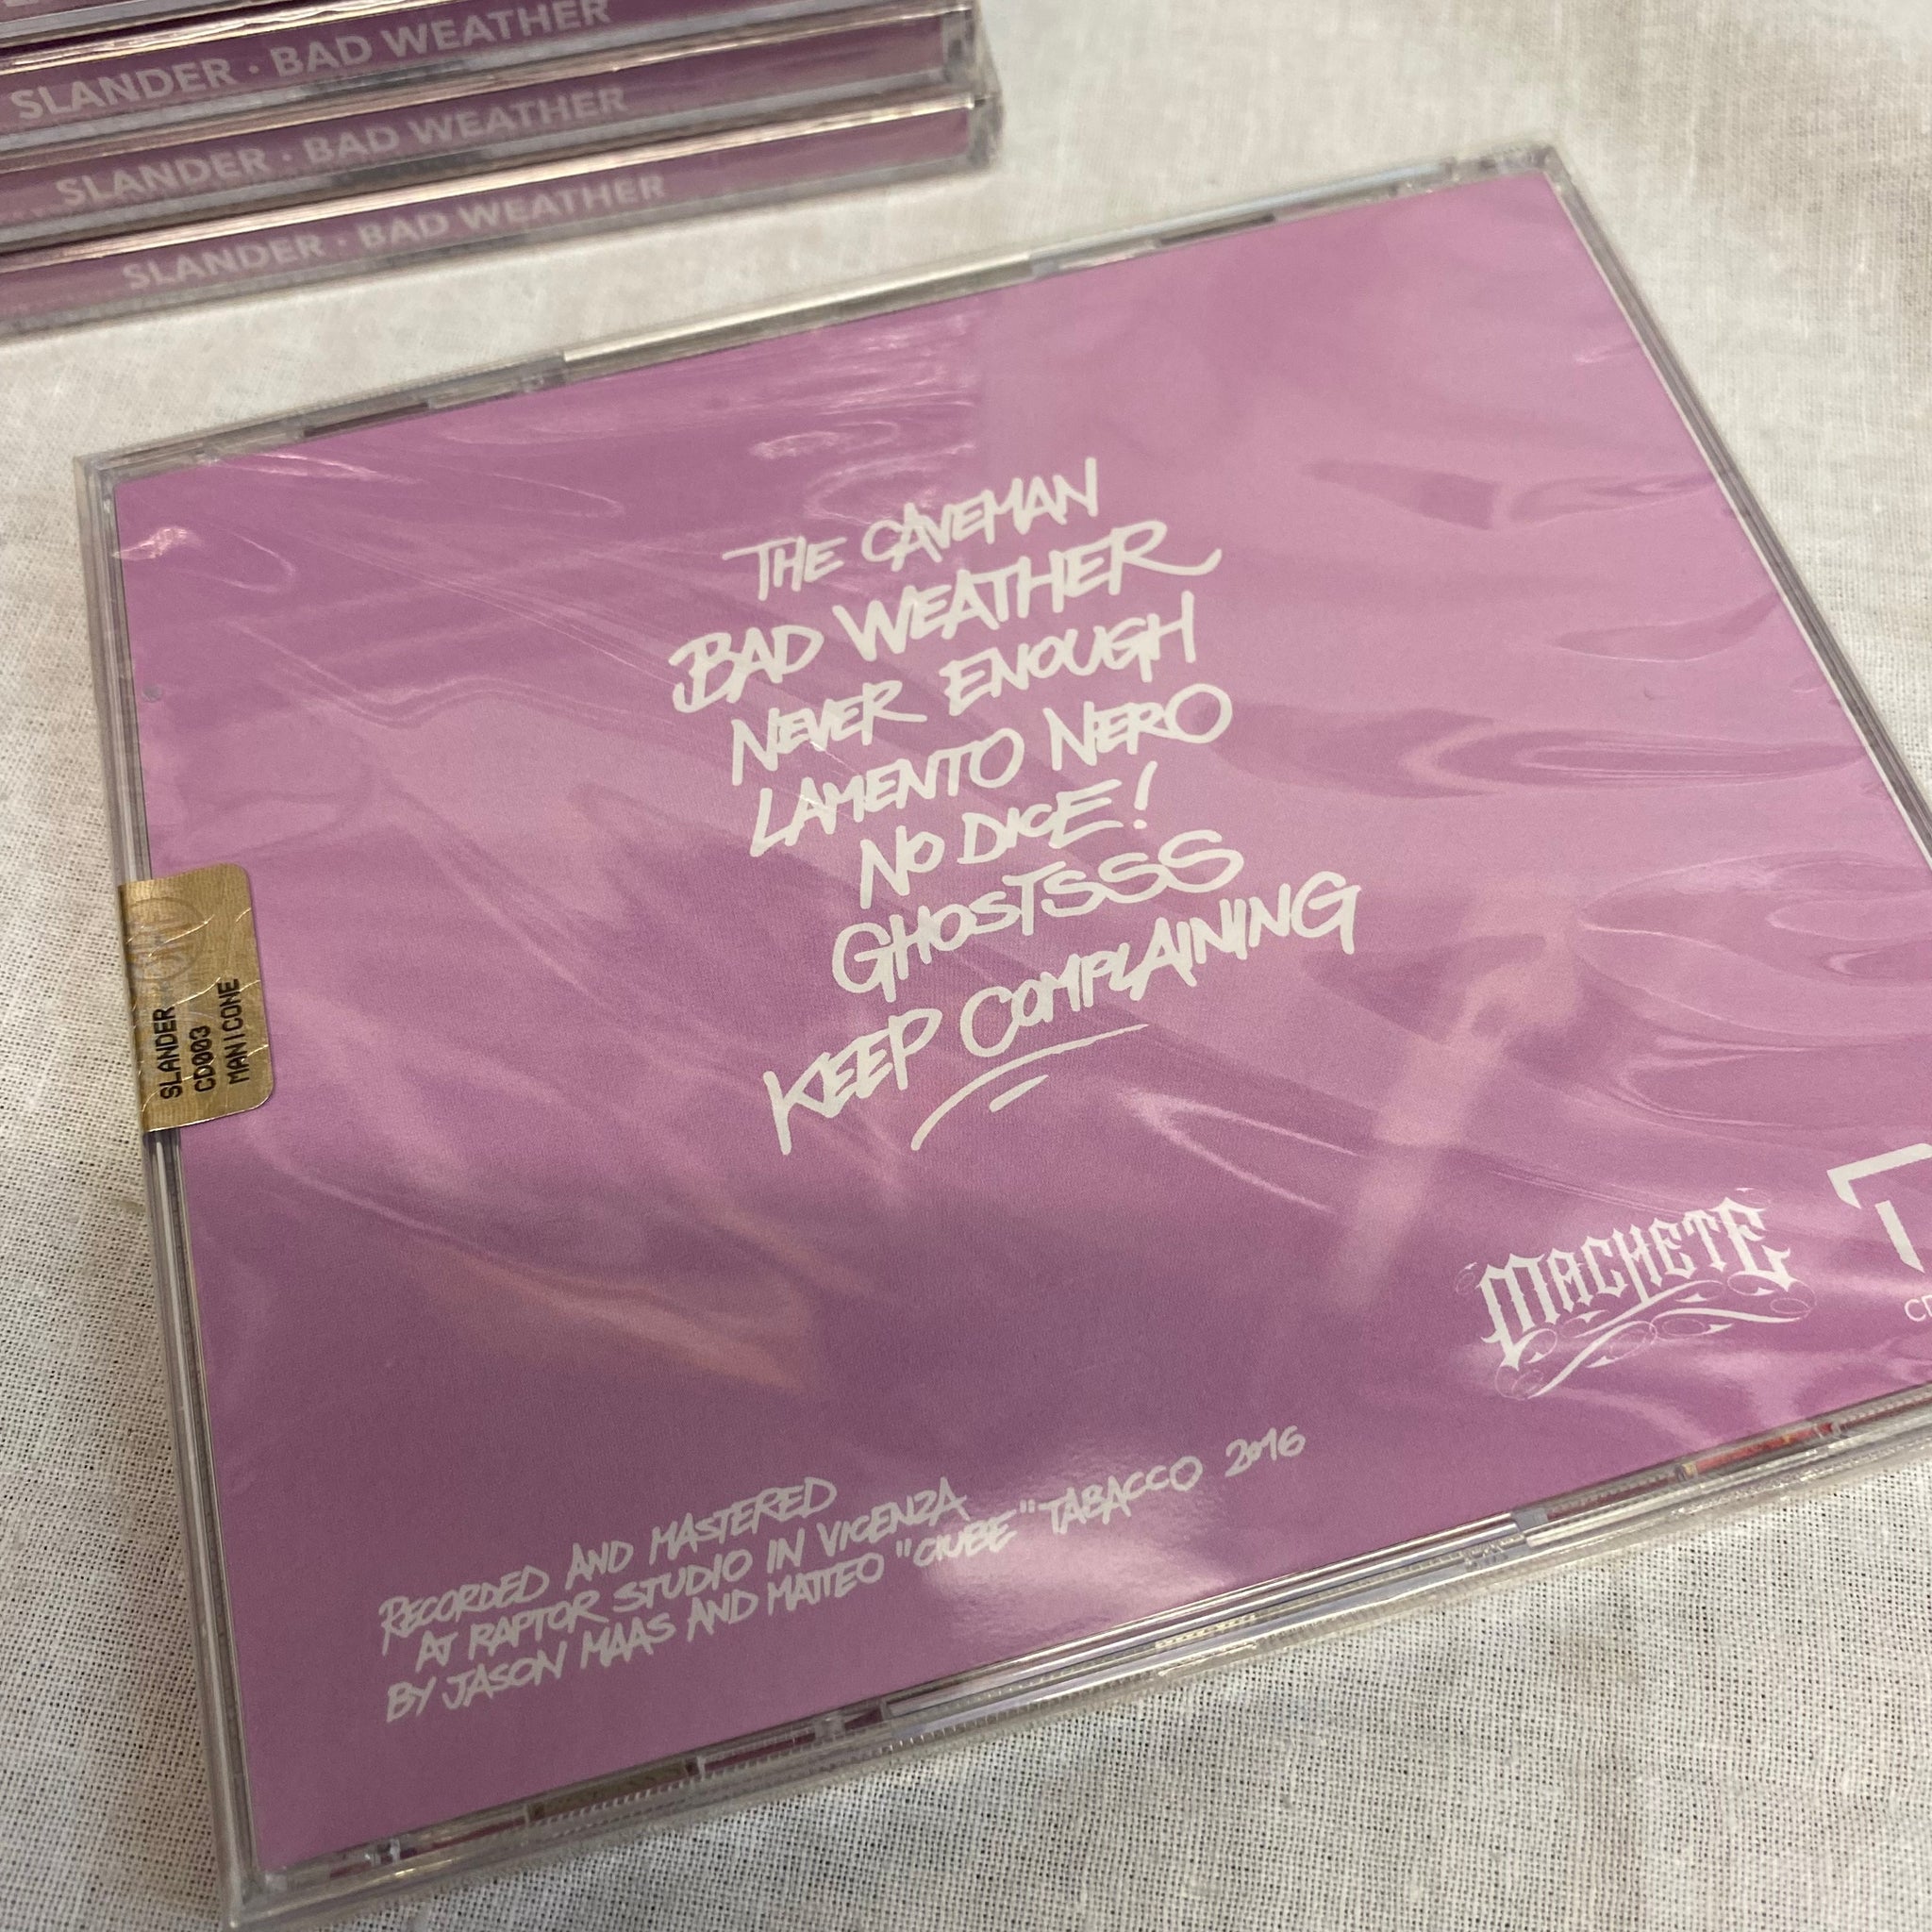 SLANDER · BAD WEATHER
SLANDER · BAD WEATHER
SLANDER · BAD WEATHER
THE CAVEMAN
BAD WEATHER
NEVER ENOUGH
LAMENTO NERO
NO DICE!
GHOSTSSS
KEEP COMPLAINING
SLANDER
CD003
MANICONE
MACHETE
RECORDED AND MASTERED
AT RAPTOR STUDIO IN VICENZA
BY JASON MAAS AND MATTEO "CIUBE" TABACCO 2016